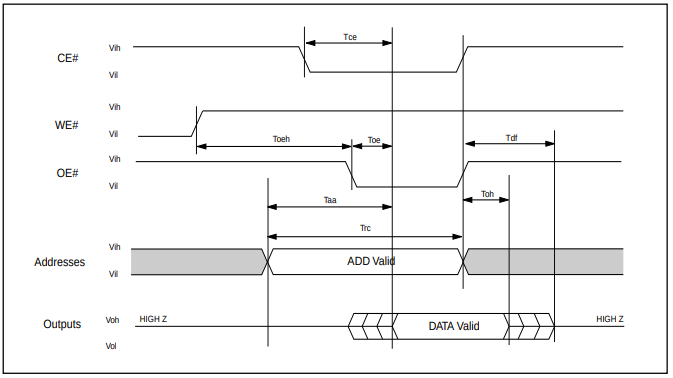 Tce
Vih
CE#
Vil
Vih
WE#
Vil
Toeh
Toe
Tdf
Vih
OE#
Vil
Taa
Toh
Trc
Vih
Addresses
ADD Valid
Vil
Outputs
Voh
HIGH Z
DATA Valid
HIGH Z
Vol